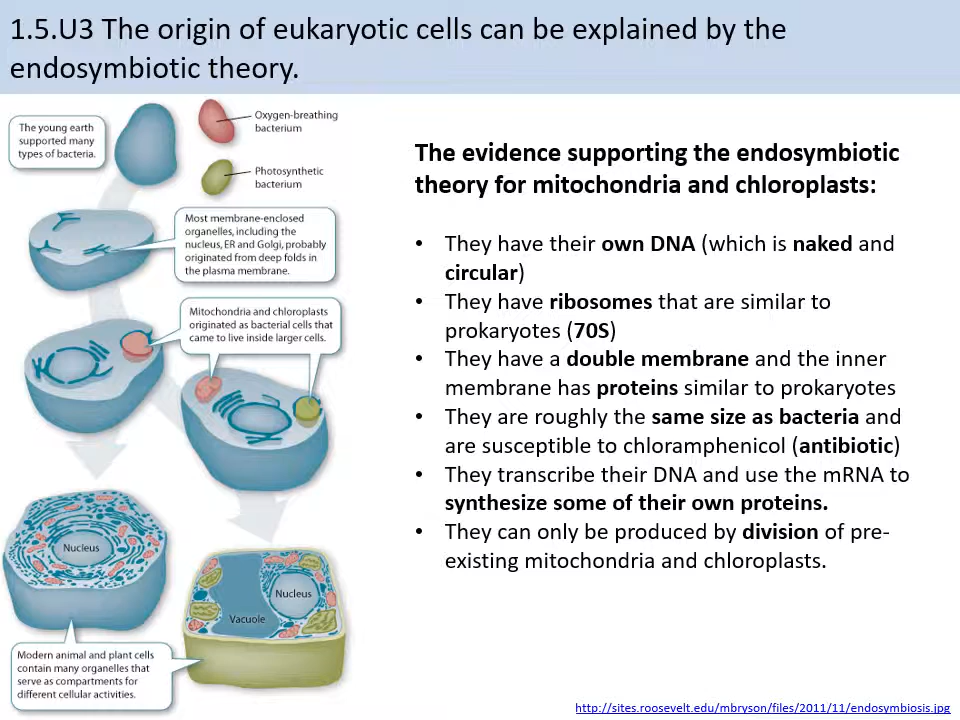 1.5.U3 The origin of eukaryotic cells can be explained by the
endosymbiotic theory.
The young earth
supported many
types of bacteria.
Oxygen-breathing
bacterium
Photosynthetic
bacterium
Most membrane-enclosed
organelles, including the
nucleus, ER and Golgi, probably
originated from deep folds in
the plasma membrane.
Mitochondria and chloroplasts
originated as bacterial cells that
came to live inside larger cells.
Nucleus
Nucleus
Vacuole
Modern animal and plant cells
contain many organelles that
serve as compartments for
different cellular activities.
The evidence supporting the endosymbiotic
theory for mitochondria and chloroplasts:
• They have their own DNA (which is naked and
circular)
• They have ribosomes that are similar to
prokaryotes (70S)
• They have a double membrane and the inner
membrane has proteins similar to prokaryotes
• They are roughly the same size as bacteria and
are susceptible to chloramphenicol (antibiotic)
• They transcribe their DNA and use the mRNA to
synthesize some of their own proteins.
• They can only be produced by division of pre-
existing mitochondria and chloroplasts.
http://sites.roosevelt.edu/mbryson/files/2011/11/endosymbiosis.jpg